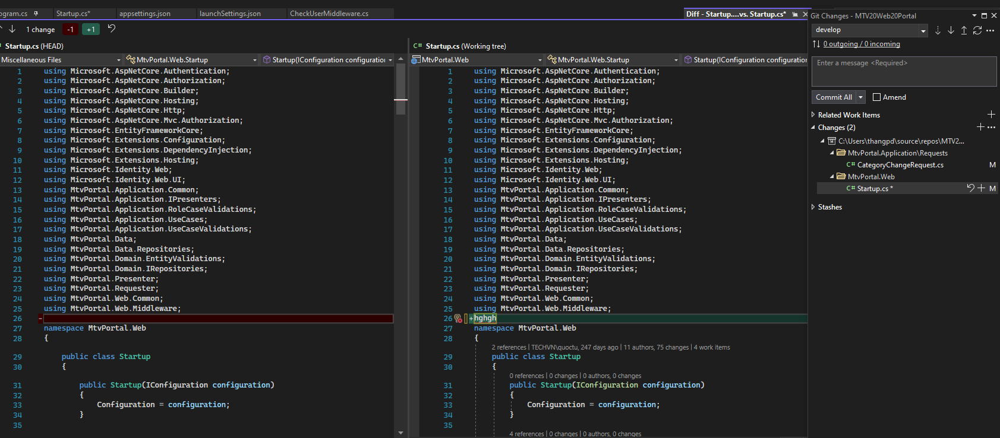 ogram.cs
Startup.cs*
appsettings.json
launchSettings.json
CheckUserMiddleware.cs
Diff - Startup....vs. Startup.cs*
1 change
-1
+1
Startup.cs (HEAD)
Miscellaneous Files
MtvPortal.Web.Startup
Startup(IConfiguration configuration
1 using Microsoft.AspNetCore.Authentication;
2 using Microsoft.AspNetCore.Authorization;
3 using Microsoft.AspNetCore.Builder;
4 using Microsoft.AspNetCore.Hosting;
5 using Microsoft.AspNetCore.Http;
6 using Microsoft.AspNetCore.Mvc.Authorization;
7 using Microsoft.EntityFrameworkCore;
8 using Microsoft.Extensions.Configuration;
9 using Microsoft.Extensions.DependencyInjection;
10 using Microsoft.Extensions.Hosting;
11 using Microsoft.Identity.Web;
12 using Microsoft.Identity.Web.UI;
13 using MtvPortal.Application.Common;
14 using MtvPortal.Application.IPresenters;
15 using MtvPortal.Application.RoleCaseValidations;
16 using MtvPortal.Application.UseCases;
17 using MtvPortal.Application.UseCaseValidations;
18 using MtvPortal.Data;
19 using MtvPortal.Data.Repositories;
20 using MtvPortal.Domain.EntityValidations;
21 using MtvPortal.Domain.IRepositories;
22 using MtvPortal.Presenter;
23 using MtvPortal.Requester;
24 using MtvPortal.Web.Common;
25 using MtvPortal.Web.Middleware;
26 -
27 namespace MtvPortal.Web
28 {
29 public class Startup
30 {
31 public Startup(IConfiguration configuration)
32 {
33 Configuration = configuration;
34 }
35
C# Startup.cs (Working tree)
MtvPortal.Web
MtvPortal.Web.Startup
Startup(IConfiguration configuration
1 using Microsoft.AspNetCore.Authentication;
2 using Microsoft.AspNetCore.Authorization;
3 using Microsoft.AspNetCore.Builder;
4 using Microsoft.AspNetCore.Hosting;
5 using Microsoft.AspNetCore.Http;
6 using Microsoft.AspNetCore.Mvc.Authorization;
7 using Microsoft.EntityFrameworkCore;
8 using Microsoft.Extensions.Configuration;
9 using Microsoft.Extensions.DependencyInjection;
10 using Microsoft.Extensions.Hosting;
11 using Microsoft.Identity.Web;
12 using Microsoft.Identity.Web.UI;
13 using MtvPortal.Application.Common;
14 using MtvPortal.Application.IPresenters;
15 using MtvPortal.Application.RoleCaseValidations;
16 using MtvPortal.Application.UseCases;
17 using MtvPortal.Application.UseCaseValidations;
18 using MtvPortal.Data;
19 using MtvPortal.Data.Repositories;
20 using MtvPortal.Domain.EntityValidations;
21 using MtvPortal.Domain.IRepositories;
22 using MtvPortal.Presenter;
23 using MtvPortal.Requester;
24 using MtvPortal.Web.Common;
25 using MtvPortal.Web.Middleware;
26 +hghgh
27 namespace MtvPortal.Web
28 {
2 references | TECHVN\quoctu, 247 days ago | 11 authors, 75 changes | 4 work items
29 public class Startup
30 {
0 references | 0 changes | 0 authors, 0 changes
31 public Startup(IConfiguration configuration)
32 {
33 Configuration = configuration;
34 }
35
4 references | 0 changes | 0 authors, 0 changes
Git Changes - MTV20Web20Portal
develop
0 outgoing / 0 incoming
Enter a message <Required>
Commit All
Amend
Related Work Items
Changes (2)
C:\Users\thangpd\source\repos\MTV2...
MtvPortal.Application\Requests
C# CategoryChangeRequest.cs M
MtvPortal.Web
C# Startup.cs * M
Stashes